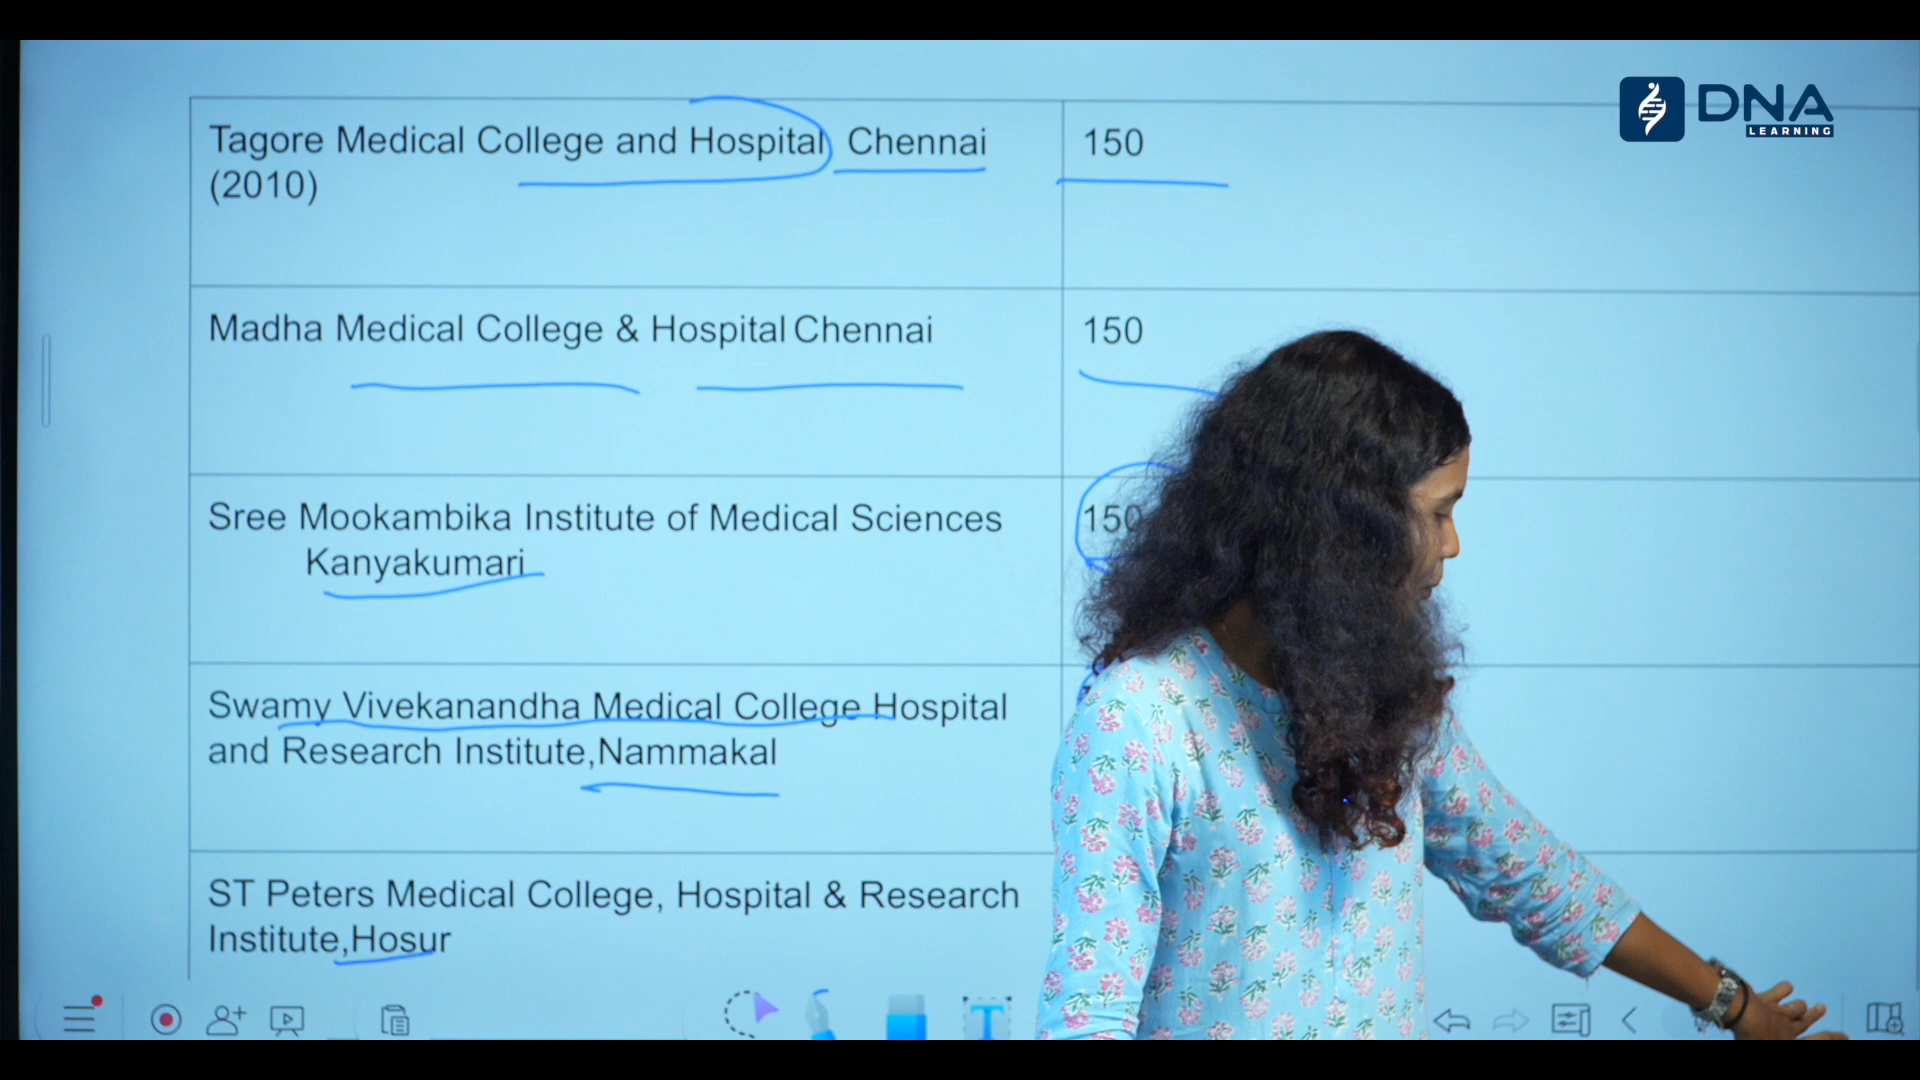 DNA
LEARNING
Tagore Medical College and Hospital Chennai
(2010)
150
Madha Medical College & Hospital Chennai
150
Sree Mookambika Institute of Medical Sciences
Kanyakumari
150
Swamy Vivekanandha Medical College Hospital
and Research Institute,Nammakal
ST Peters Medical College, Hospital & Research
Institute,Hosur
T